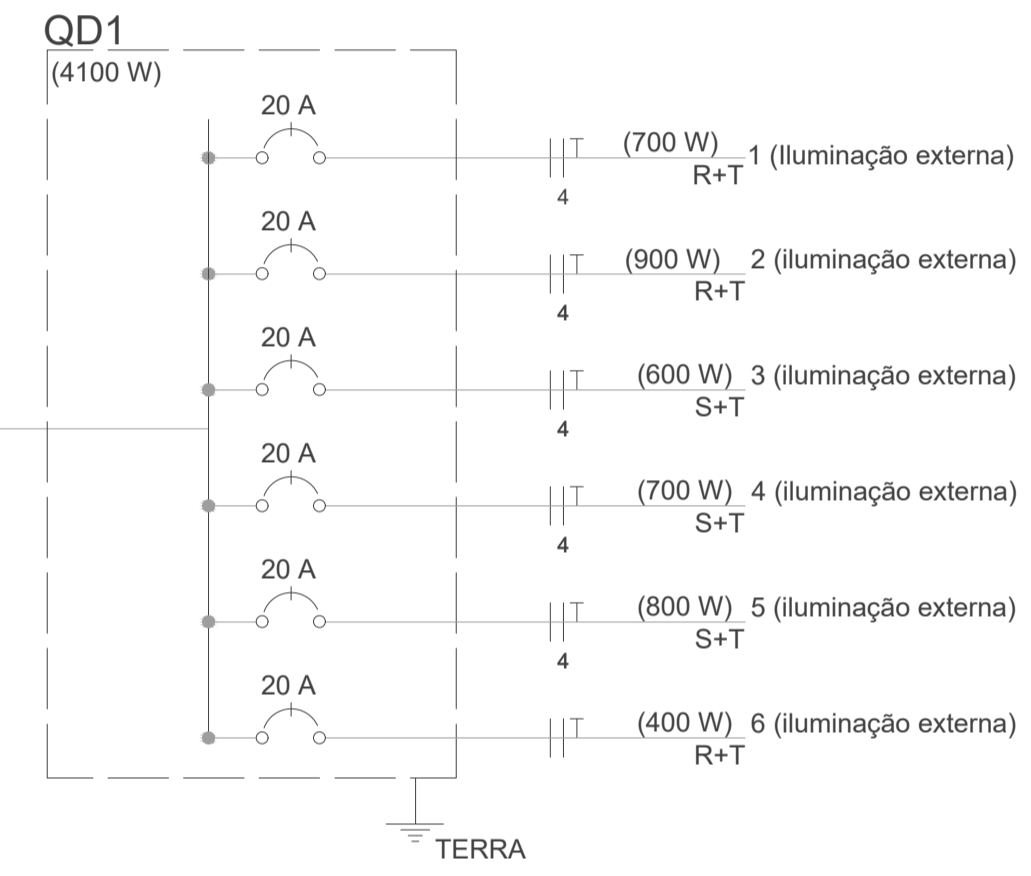 QD1
(4100 W)
20 A
(700 W) 1 (Iluminação externa)
R+T
4
20 A
(900 W) 2 (iluminação externa)
R+T
4
20 A
(600 W) 3 (iluminação externa)
S+T
4
20 A
(700 W) 4 (iluminação externa)
S+T
4
20 A
(800 W) 5 (iluminação externa)
S+T
4
20 A
(400 W) 6 (iluminação externa)
R+T
TERRA